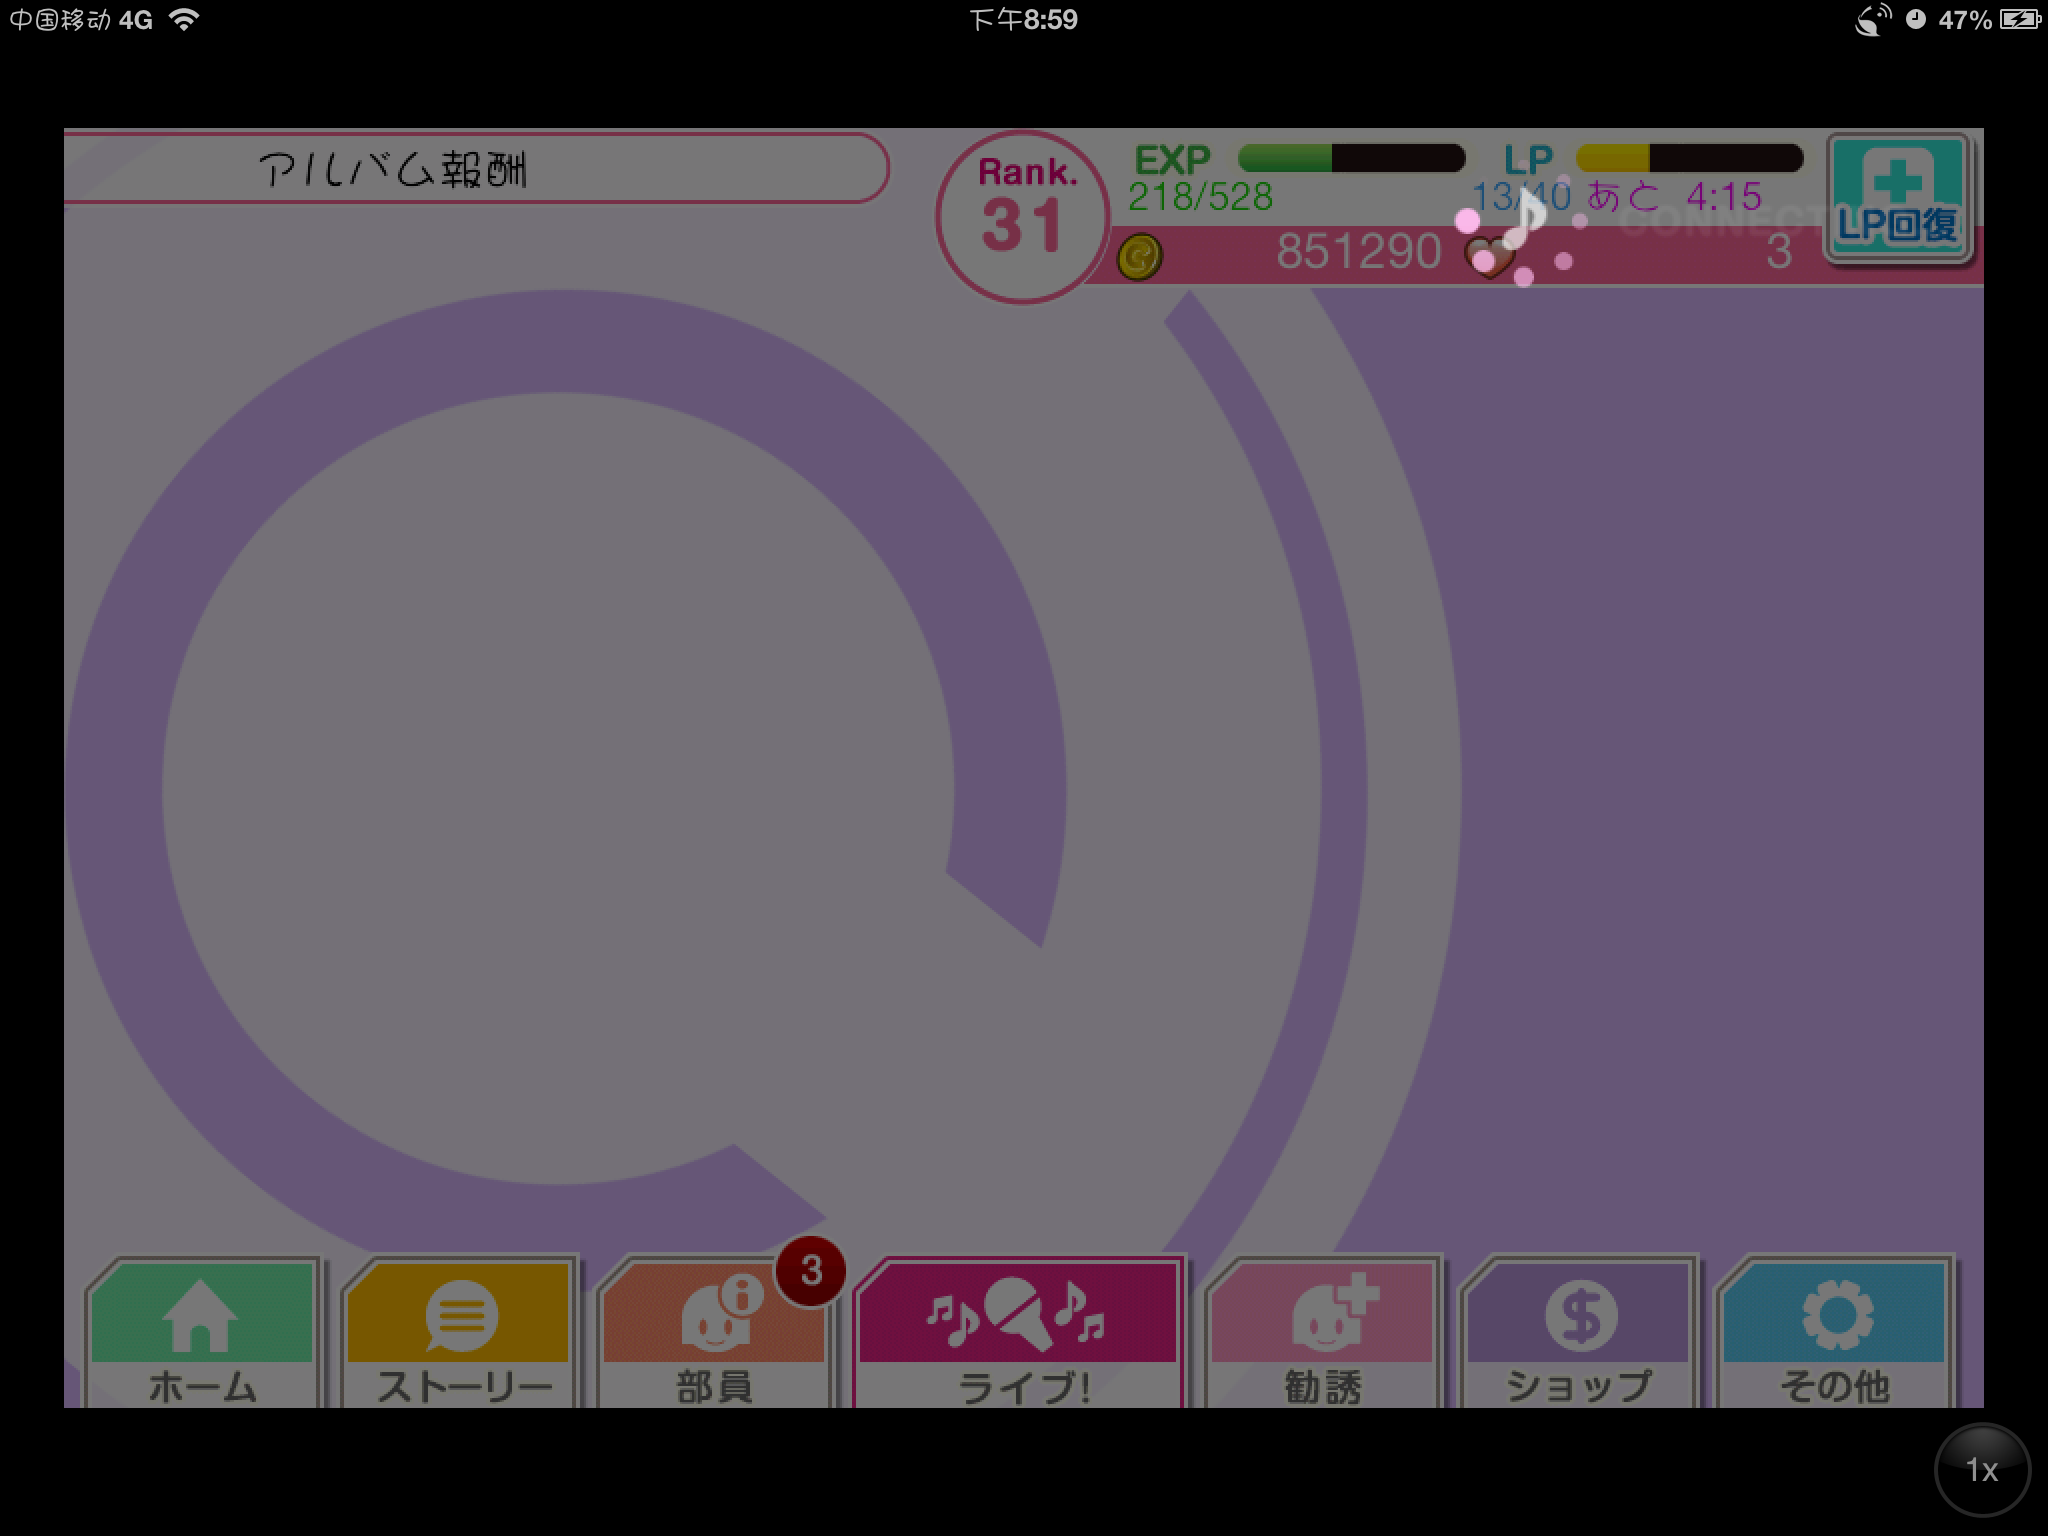 中国移动 4G
下午8:59
47%
アルバム報酬
Rank.
31
EXP
218/528
LP
13/40 あと 4:15
CONNECT
LP回復
851290
3
3
ホーム
ストーリー
部員
ライブ!
勧誘
ショップ
その他
1x